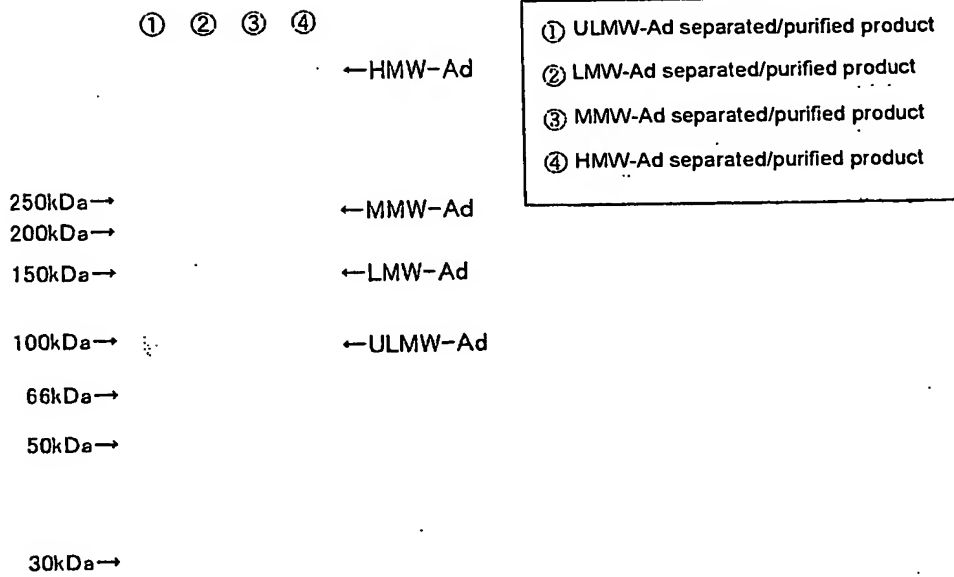 ① ② ③ ④
←HMW-Ad
250kDa→
←MMW-Ad
200kDa→
150kDa→
←LMW-Ad
100kDa→
←ULMW-Ad
66kDa→
50kDa→
30kDa→
① ULMW-Ad separated/purified product
② LMW-Ad separated/purified product
③ MMW-Ad separated/purified product
④ HMW-Ad separated/purified product